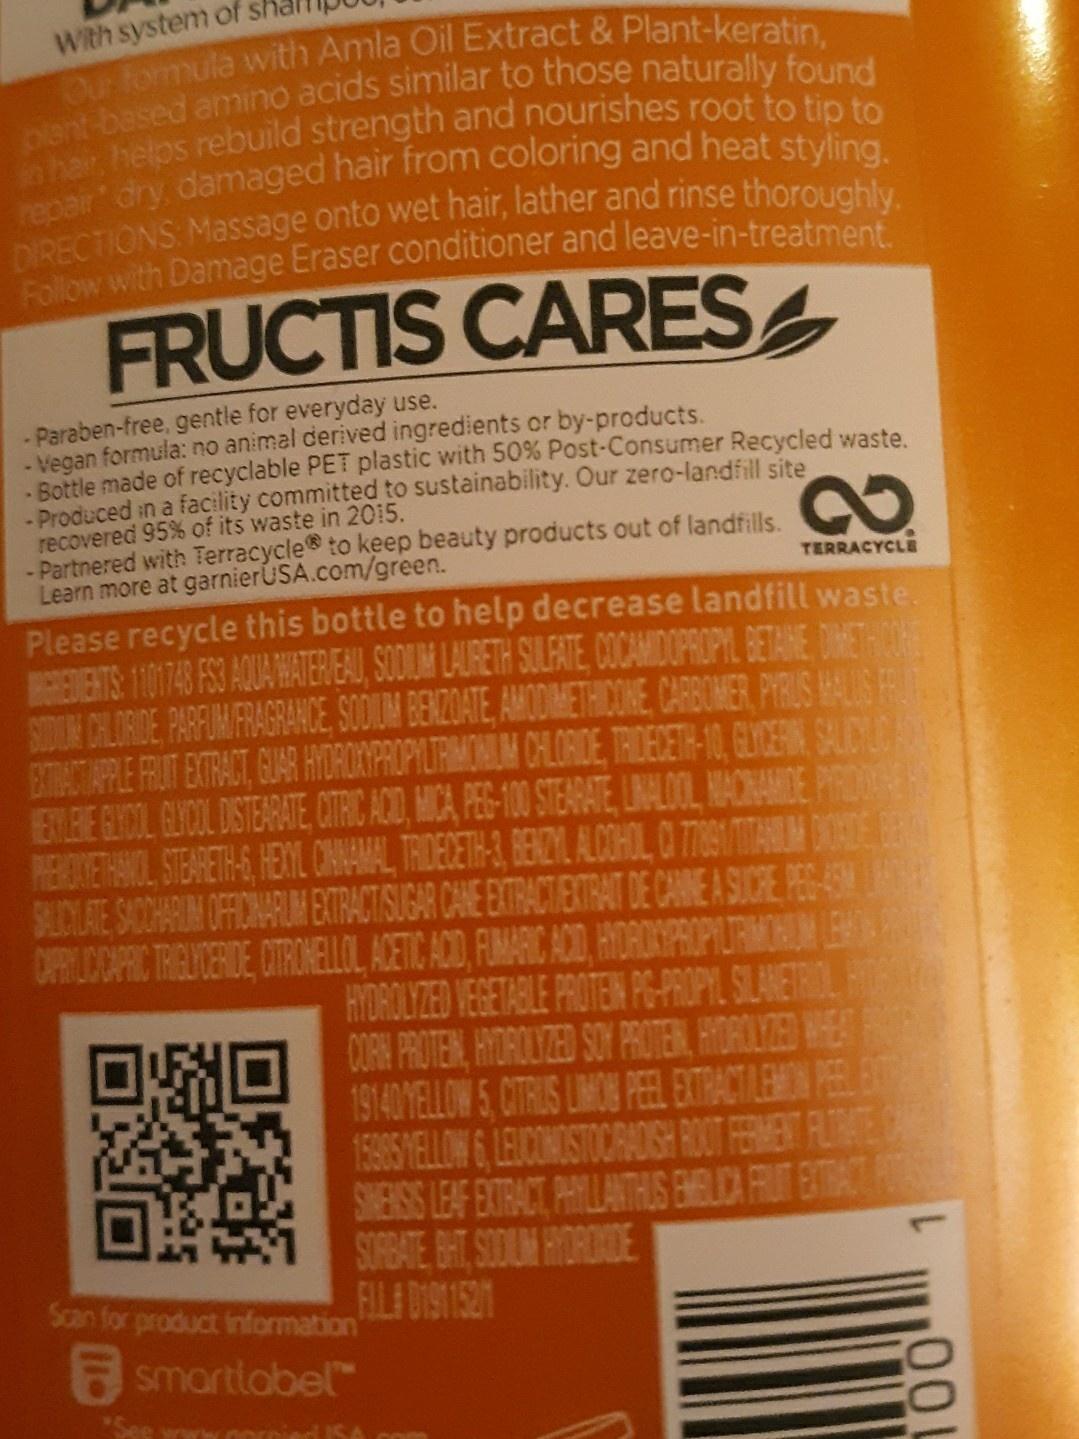 With system of shampoo,
Our formula with Amla Oil Extract & Plant-keratin,
plant-based amino acids similar to those naturally found
in hair, helps rebuild strength and nourishes root to tip to
repair* dry, damaged hair from coloring and heat styling.
DIRECTIONS: Massage onto wet hair, lather and rinse thoroughly.
Follow with Damage Eraser conditioner and leave-in-treatment.
FRUCTIS CARES
- Paraben-free, gentle for everyday use.
- Vegan formula: no animal derived ingredients or by-products.
- Bottle made of recyclable PET plastic with 50% Post-Consumer Recycled waste.
- Produced in a facility committed to sustainability. Our zero-landfill site
recovered 95% of its waste in 2015.
- Partnered with Terracycle® to keep beauty products out of landfills.
Learn more at garnierUSA.com/green.
TERRACYCLE
Please recycle this bottle to help decrease landfill waste.
INGREDIENTS: 1101748 FS3 AQUA/WATER/EAU, SODIUM LAURETH SULFATE, COCAMIDOPROPYL BETAINE, DIMETHICONE
SODIUM CHLORIDE, PARFUM/FRAGRANCE, SODIUM BENZOATE, AMODIMETHICONE, CARBOMER, PYRUS MALUS FRUIT
EXTRACT/APPLE FRUIT EXTRACT, GUAR HYDROXYPROPYLTRIMONIUM CHLORIDE, TRIDECETH-10, GLYCERIN, SALICYLIC ACID
HEXYLENE GLYCOL, GLYCOL DISTEARATE, CITRIC ACID, MICA, PEG-100 STEARATE, LINALOOL, NIACINAMIDE, PYRIDOXINE
PHENOXYETHANOL, STEARETH-6, HEXYL CINNAMAL, TRIDECETH-3, BENZYL ALCOHOL, CI 77891/TITANIUM DIOXIDE,
SALICYLATE, SACCHARUM OFFICINARUM EXTRACT/SUGAR CANE EXTRACT/EXTRAIT DE CANNE A SUCRE, PEG-45M,
CAPRYLIC/CAPRIC TRIGLYCERIDE, CITRONELLOL, ACETIC ACID, FUMARIC ACID, HYDROXYPROPYLTRIMONIUM LEMON PROTEIN
HYDROLYZED VEGETABLE PROTEIN PG-PROPYL SILANETRIOL,
CORN PROTEIN, HYDROLYZED SOY PROTEIN, HYDROLYZED WHEAT
19140/YELLOW 5, CITRUS LIMON PEEL EXTRACT/LEMON PEEL
15985/YELLOW 6, LEUCONOSTOC/RADISH ROOT FERMENT FILTRATE,
SINENSIS LEAF EXTRACT, PHYLLANTHUS EMBLICA FRUIT EXTRACT,
SORBATE, BHT, SODIUM HYDROXIDE.
F.I.L.# D191152/1
Scan for product information
smartlabel™
*See www.garnierUSA.com
1
100